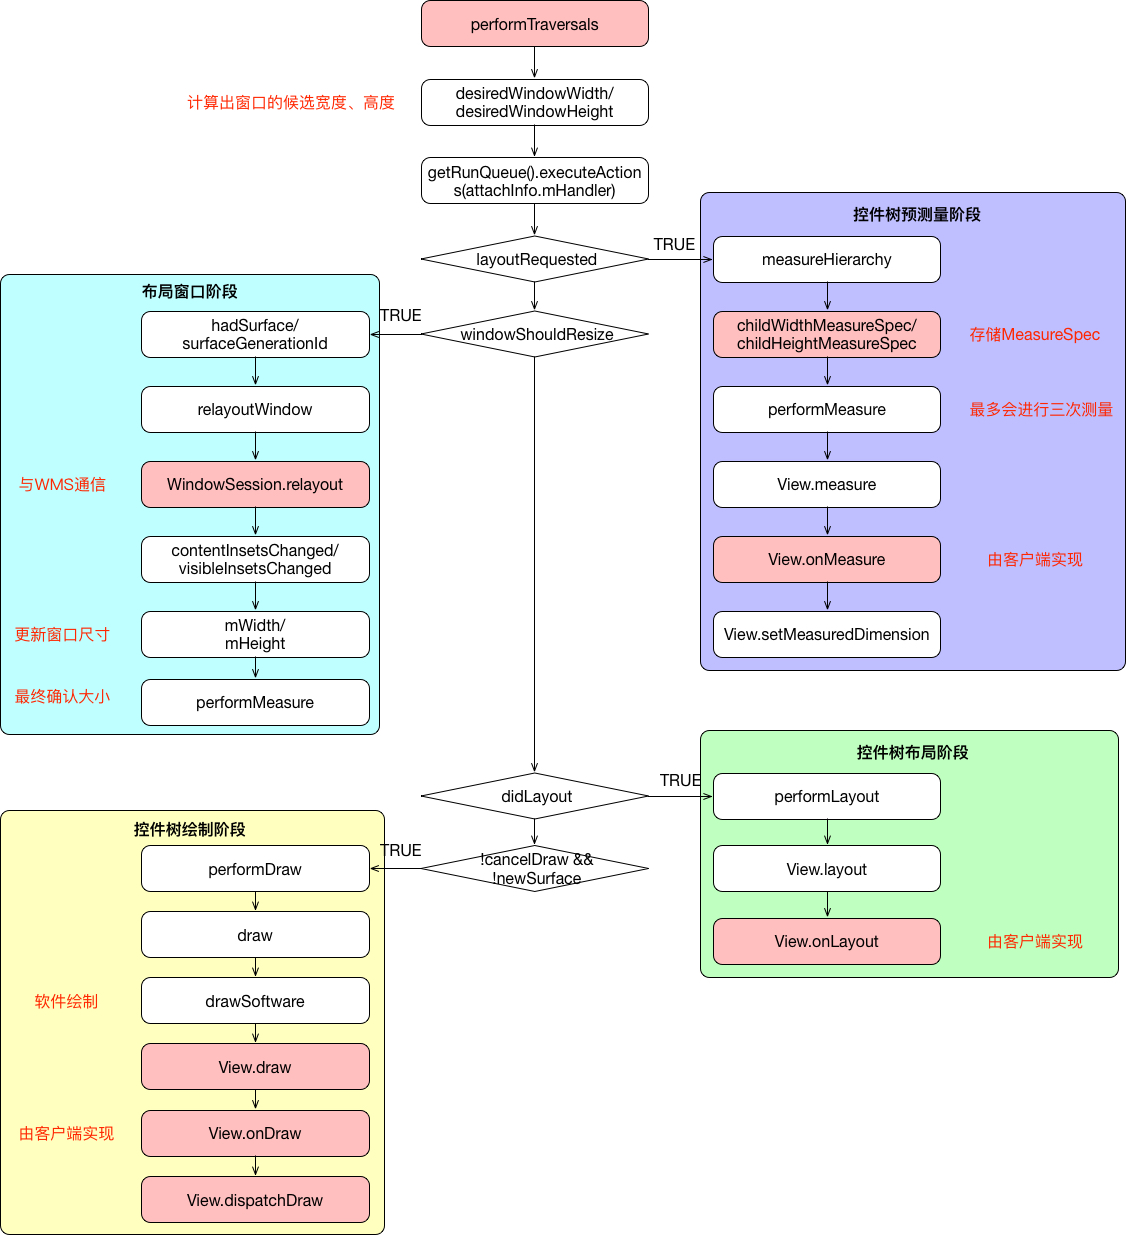 performTraversals
计算出窗口的候选宽度、高度
desiredWindowWidth/
desiredWindowHeight
getRunQueue().executeAction
s(attachInfo.mHandler)
layoutRequested
TRUE
控件树预测量阶段
measureHierarchy
childWidthMeasureSpec/
childHeightMeasureSpec
存储MeasureSpec
performMeasure
最多会进行三次测量
View.measure
View.onMeasure
由客户端实现
View.setMeasuredDimension
windowShouldResize
TRUE
布局窗口阶段
hadSurface/
surfaceGenerationId
relayoutWindow
与WMS通信
WindowSession.relayout
contentInsetsChanged/
visibleInsetsChanged
更新窗口尺寸
mWidth/
mHeight
最终确认大小
performMeasure
didLayout
TRUE
控件树布局阶段
performLayout
View.layout
View.onLayout
由客户端实现
!cancelDraw &&
!newSurface
TRUE
控件树绘制阶段
performDraw
draw
软件绘制
drawSoftware
View.draw
由客户端实现
View.onDraw
View.dispatchDraw